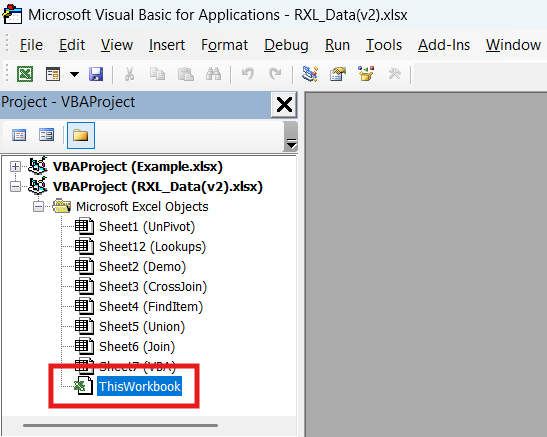 Microsoft Visual Basic for Applications - RXL_Data(v2).xlsx
File Edit View Insert Format Debug Run Tools Add-Ins Window
Project - VBAProject
VBAProject (Example.xlsx)
VBAProject (RXL_Data(v2).xlsx)
Microsoft Excel Objects
Sheet1 (UnPivot)
Sheet12 (Lookups)
Sheet2 (Demo)
Sheet3 (CrossJoin)
Sheet4 (FindItem)
Sheet5 (Union)
Sheet6 (Join)
Sheet7 (VBA)
ThisWorkbook